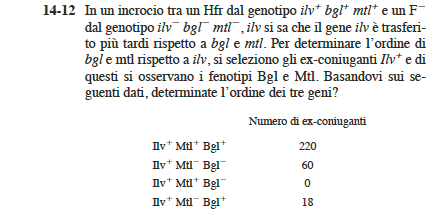 14-12 In un incrocio tra un Hfr dal genotipo ilv⁺ bgl⁺ mtl⁺ e un F⁻
dal genotipo ilv⁻ bgl⁻ mtl⁻, ilv si sa che il gene ilv è trasferi-
to più tardi rispetto a bgl e mtl. Per determinare l'ordine di
bgl e mtl rispetto a ilv, si seleziono gli ex-coniuganti Ilv⁺ e di
questi si osservano i fenotipi Bgl e Mtl. Basandovi sui se-
guenti dati, determinate l'ordine dei tre geni?
Numero di ex-coniuganti
Ilv⁺ Mtl⁺ Bgl⁺ 220
Ilv⁺ Mtl⁻ Bgl⁻ 60
Ilv⁺ Mtl⁺ Bgl⁻ 0
Ilv⁺ Mtl⁻ Bgl⁺ 18